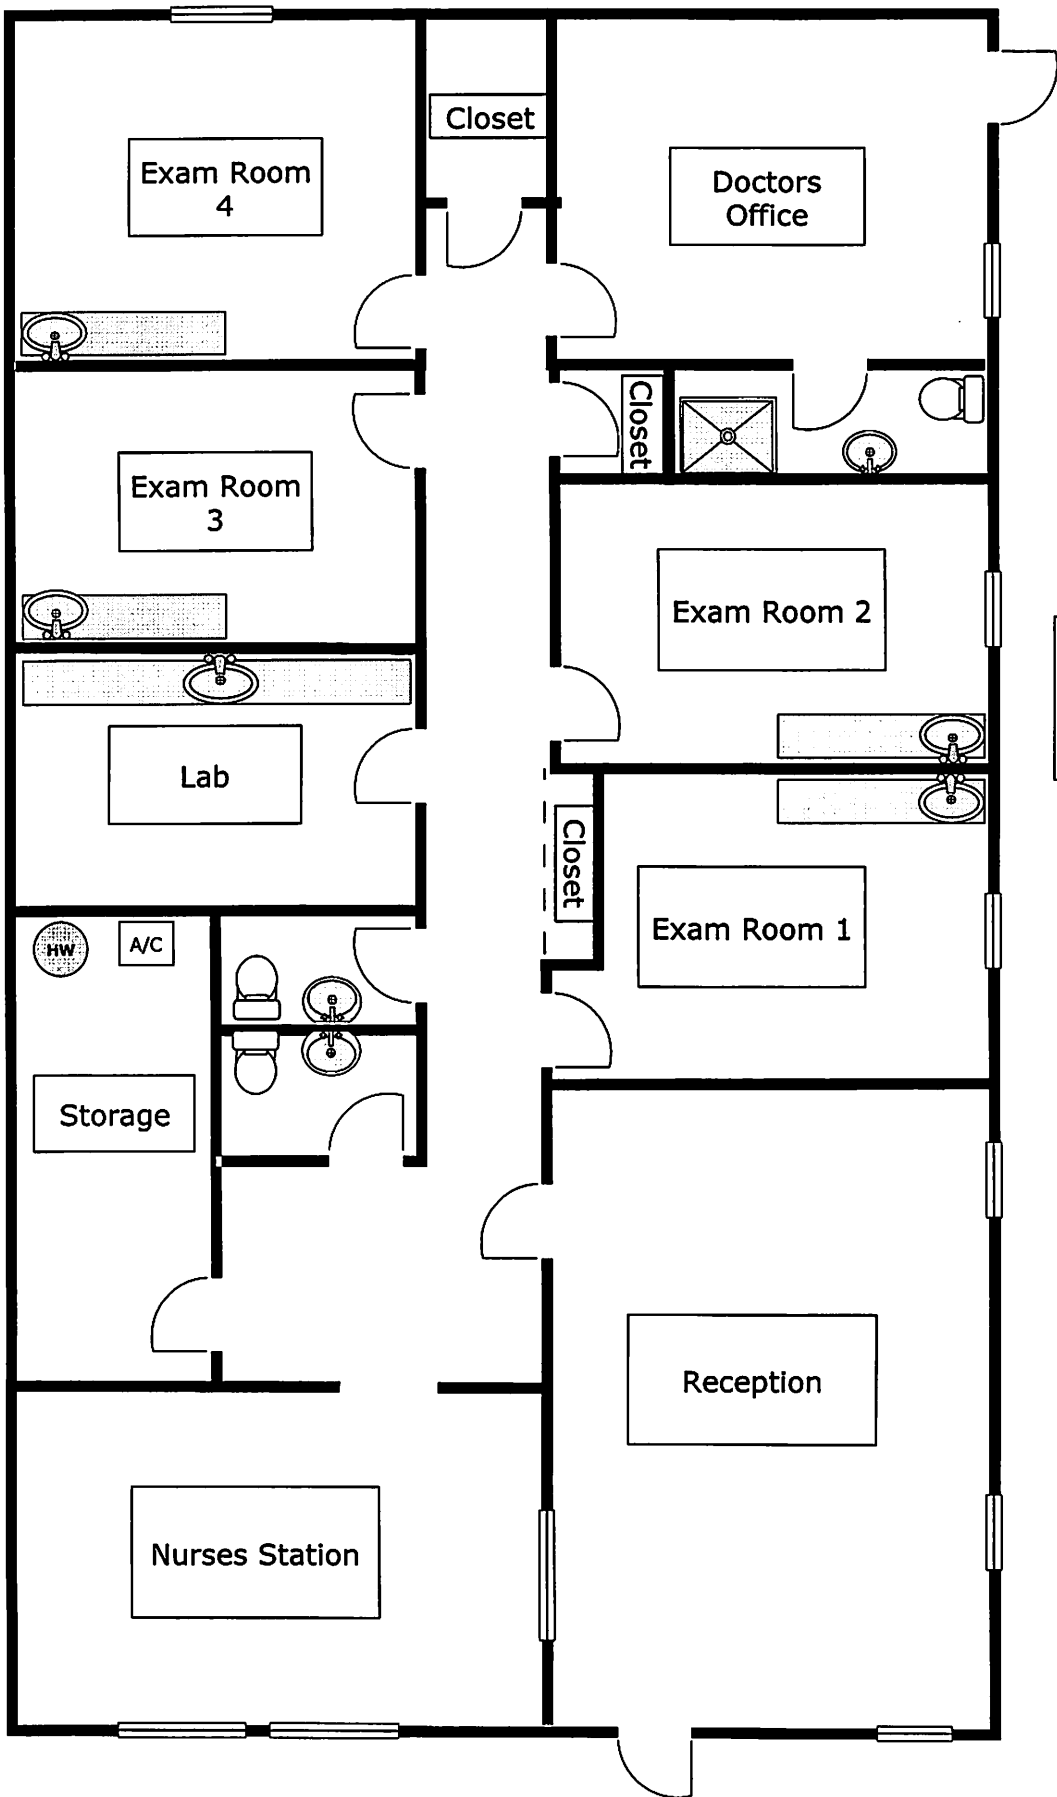 Closet
Exam Room
4
Doctors
Office
Closet
Exam Room
3
Exam Room 2
Lab
Closet
Exam Room 1
HW
A/C
Storage
Reception
Nurses Station